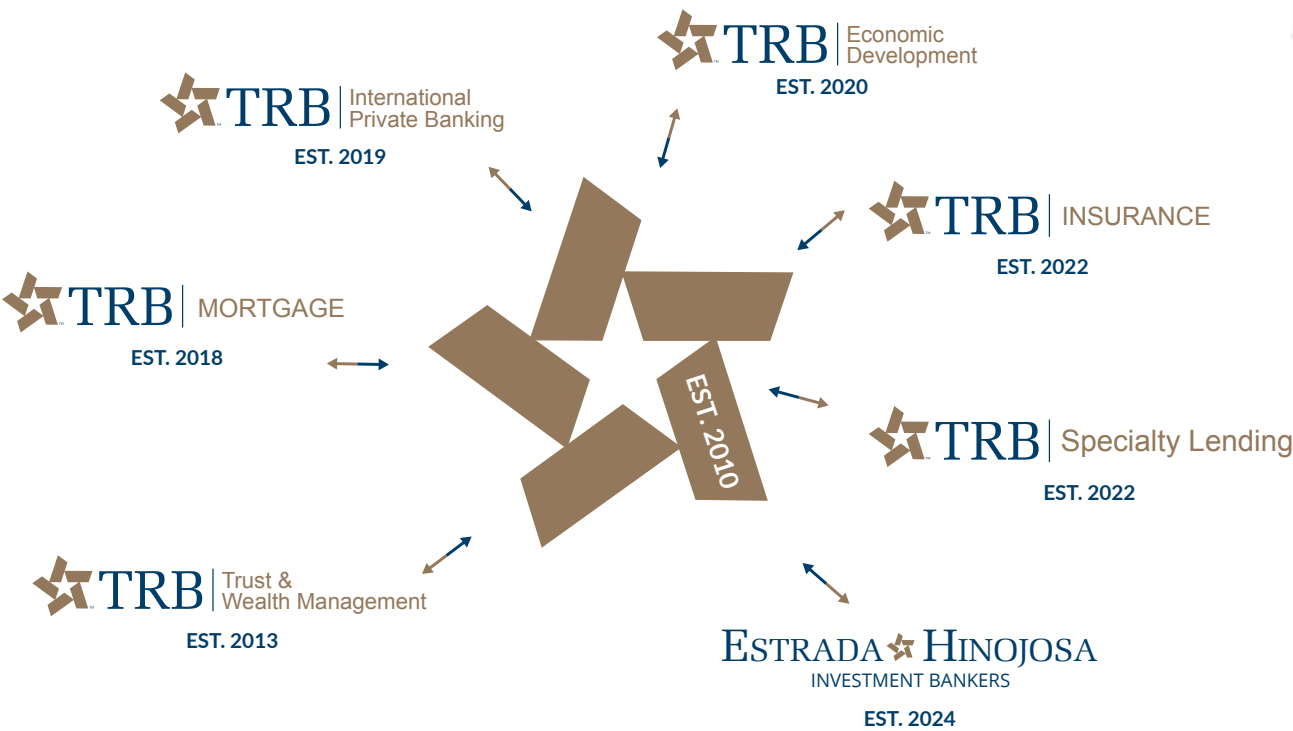 TRB
Economic
Development
EST. 2020
TRB
International
Private Banking
EST. 2019
TRB
INSURANCE
EST. 2022
TRB
MORTGAGE
EST. 2018
EST. 2010
TRB
Specialty Lending
EST. 2022
TRB
Trust &
Wealth Management
EST. 2013
ESTRADA HINOJOSA
INVESTMENT BANKERS
EST. 2024